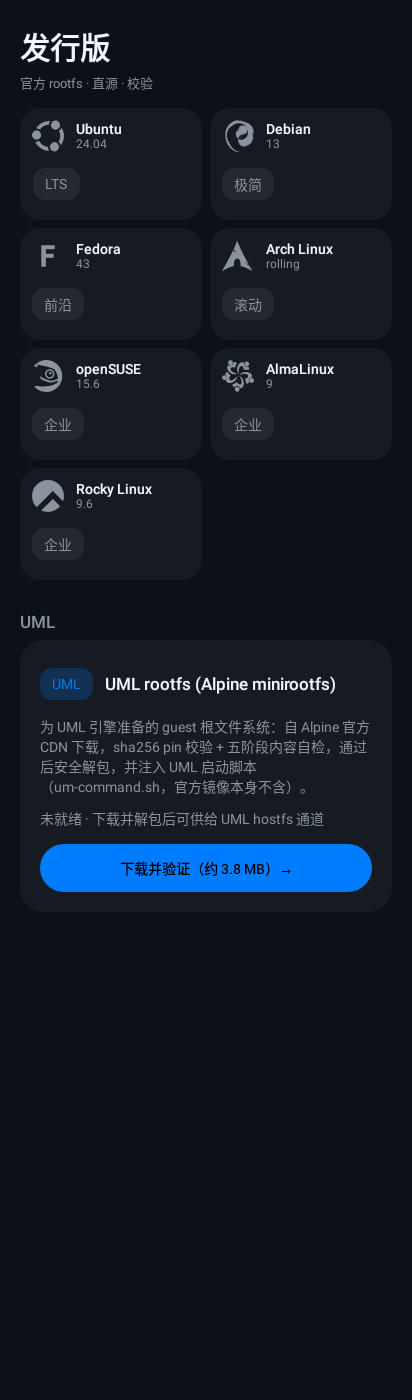 发行版
官方 rootfs · 直源 · 校验
Ubuntu
24.04
LTS
Debian
13
极简
F
Fedora
43
前沿
Arch Linux
rolling
滚动
openSUSE
15.6
企业
AlmaLinux
9
企业
Rocky Linux
9.6
企业
UML
UML
UML rootfs (Alpine minirootfs)
为 UML 引擎准备的 guest 根文件系统：自 Alpine 官方
CDN 下载，sha256 pin 校验 + 五阶段内容自检，通过
后安全解包，并注入 UML 启动脚本
（um-command.sh，官方镜像本身不含）。
未就绪 · 下载并解包后可供给 UML hostfs 通道
下载并验证（约 3.8 MB）→